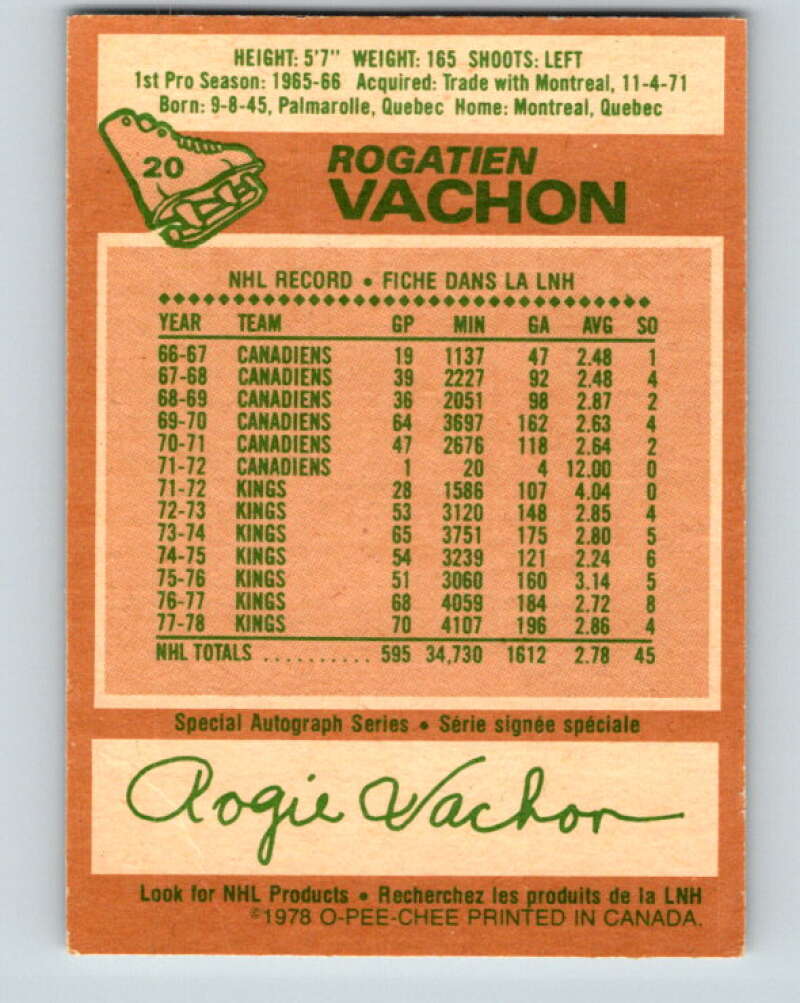 HEIGHT: 5'7" WEIGHT: 165 SHOOTS: LEFT
1st Pro Season: 1965-66 Acquired: Trade with Montreal, 11-4-71
Born: 9-8-45, Palmarolle, Quebec Home: Montreal, Quebec
20
ROGATIEN
VACHON
NHL RECORD • FICHE DANS LA LNH
YEAR TEAM GP MIN GA AVG SO
66-67 CANADIENS 19 1137 47 2.48 1
67-68 CANADIENS 39 2227 92 2.48 4
68-69 CANADIENS 36 2051 98 2.87 2
69-70 CANADIENS 64 3697 162 2.63 4
70-71 CANADIENS 47 2676 118 2.64 2
71-72 CANADIENS 1 20 4 12.00 0
71-72 KINGS 28 1586 107 4.04 0
72-73 KINGS 53 3120 148 2.85 4
73-74 KINGS 65 3751 175 2.80 5
74-75 KINGS 54 3239 121 2.24 6
75-76 KINGS 51 3060 160 3.14 5
76-77 KINGS 68 4059 184 2.72 8
77-78 KINGS 70 4107 196 2.86 4
NHL TOTALS .......... 595 34,730 1612 2.78 45
Special Autograph Series • Série signée spéciale
Rogie Vachon
Look for NHL Products • Recherchez les produits de la LNH
©1978 O-PEE-CHEE PRINTED IN CANADA.